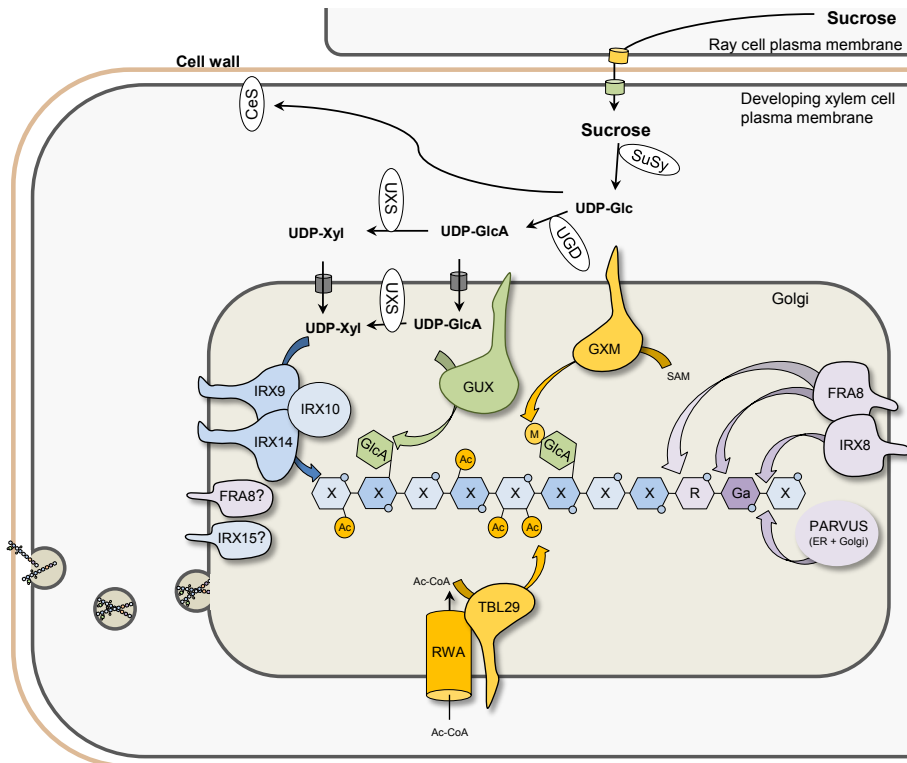 Sucrose
Ray cell plasma membrane
Cell wall
Developing xylem cell
plasma membrane
CeS
Sucrose
SuSy
UDP-Glc
UXS
UGD
UDP-Xyl
UDP-GlcA
Golgi
UXS
UDP-Xyl
UDP-GlcA
GXM
SAM
IRX9
GUX
FRA8
IRX10
IRX14
M
IRX8
GlcA
GlcA
Ac
X
X
X
X
X
X
X
X
R
Ga
X
FRA8?
Ac
Ac
Ac
IRX15?
PARVUS
(ER + Golgi)
Ac-CoA
TBL29
RWA
Ac-CoA